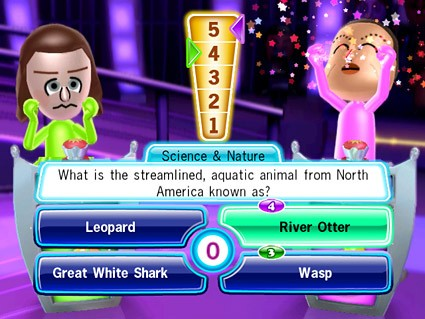 5
4
3
2
1
Science & Nature
What is the streamlined, aquatic animal from North
America known as?
4
Leopard
River Otter
0
3
Great White Shark
Wasp